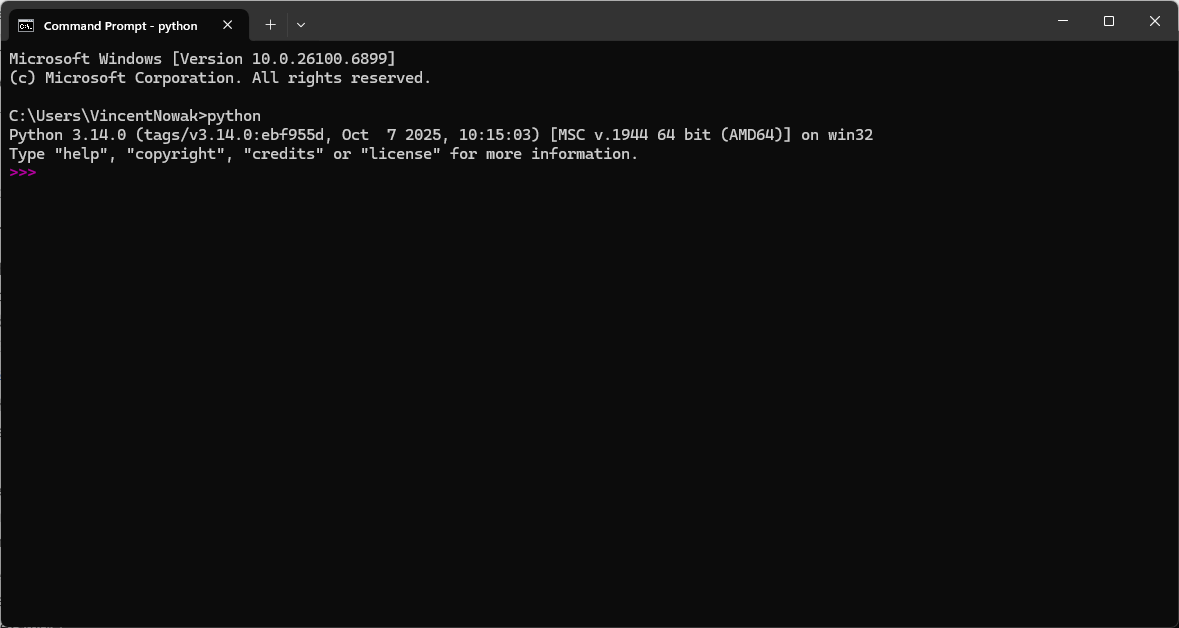 Command Prompt - python
Microsoft Windows [Version 10.0.26100.6899]
(c) Microsoft Corporation. All rights reserved.
C:\Users\VincentNowak>python
Python 3.14.0 (tags/v3.14.0:ebf955d, Oct  7 2025, 10:15:03) [MSC v.1944 64 bit (AMD64)] on win32
Type "help", "copyright", "credits" or "license" for more information.
>>>